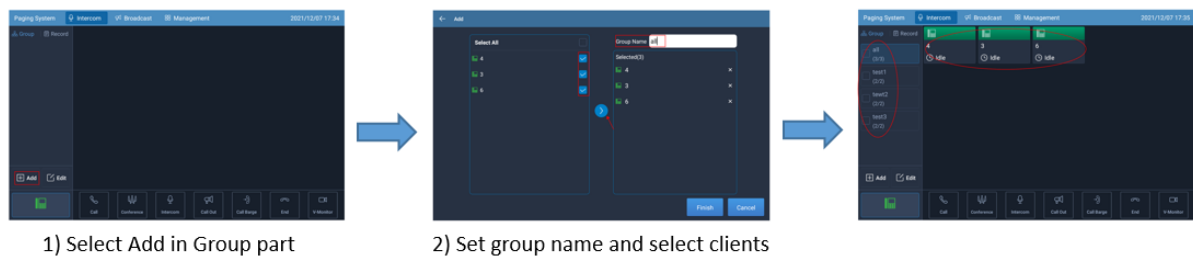 Paging System Intercom Broadcast Management 2021/12/07 17:34
Group Record
Add Edit
Call Conference Intercom Call Out Call Barge End V-Monitor
1) Select Add in Group part
Add
Select All
4
3
6
Group Name all
Selected(3)
4
3
6
Finish Cancel
2) Set group name and select clients
Paging System Intercom Broadcast Management 2021/12/07 17:35
Group Record
all
(3/3)
test1
(2/2)
tewt2
(2/2)
test3
(2/2)
4 3 6
Idle Idle Idle
Add Edit
Call Conference Intercom Call Out Call Barge End V-Monitor